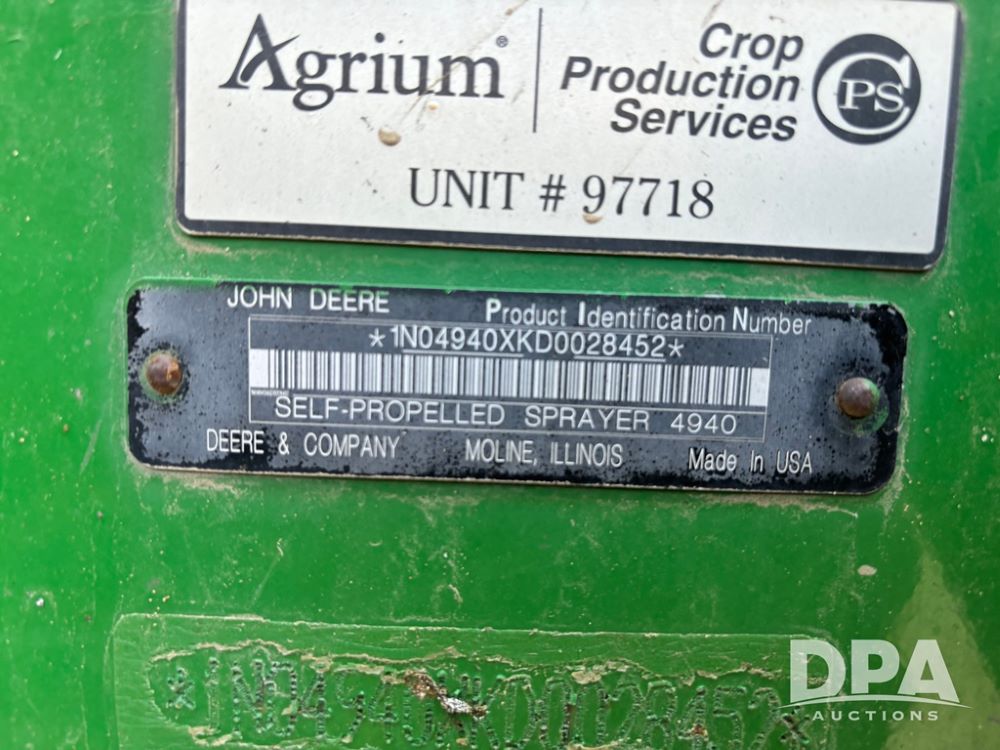 Agrium®
Crop
Production
Services
CPS
UNIT # 97718
JOHN DEERE Product Identification Number
*1N04940XKD0028452*
SELF-PROPELLED SPRAYER 4940
DEERE & COMPANY MOLINE, ILLINOIS Made In USA
*1N04940XKD0028452*
DPA
AUCTIONS